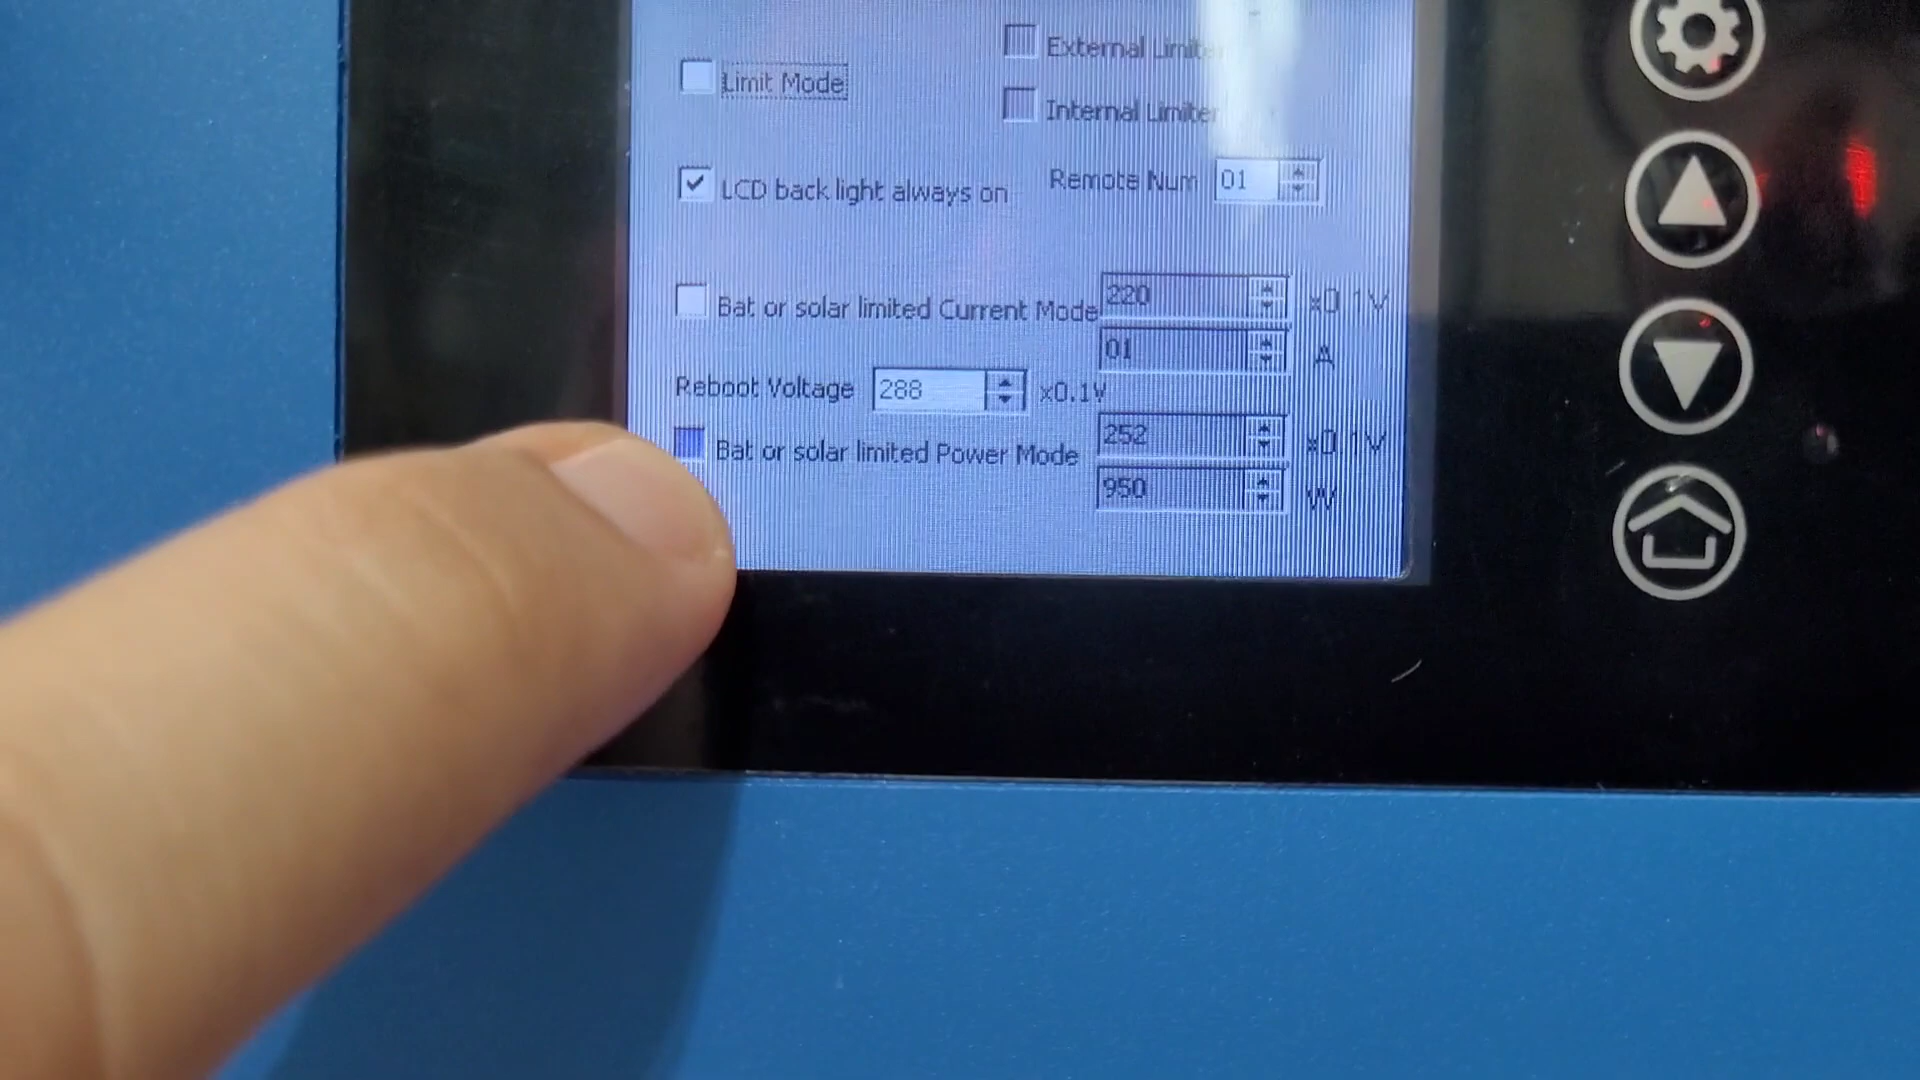 External Limiter
Limit Mode
Internal Limiter
LCD back light always on
Remote Num 01
Bat or solar limited Current Mode 220 x0.1V
01 A
Reboot Voltage 288 x0.1V
Bat or solar limited Power Mode 252 x0.1V
950 W